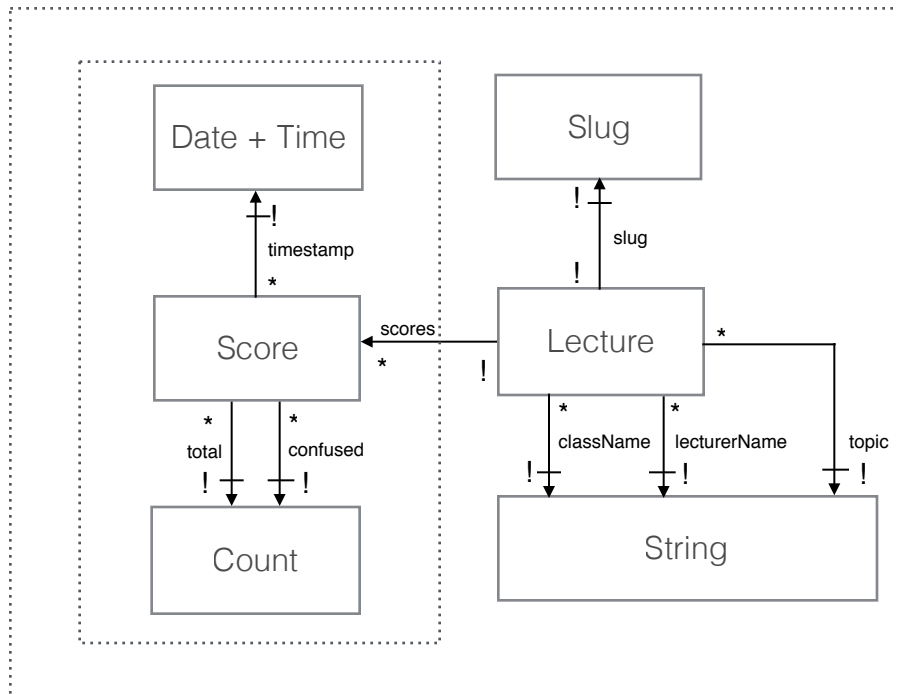 Date + Time
Slug
!
!
timestamp
slug
*
!
Score
scores
Lecture
*
*
!
*
*
*
*
total
confused
className
lecturerName
topic
!
!
!
!
!
Count
String